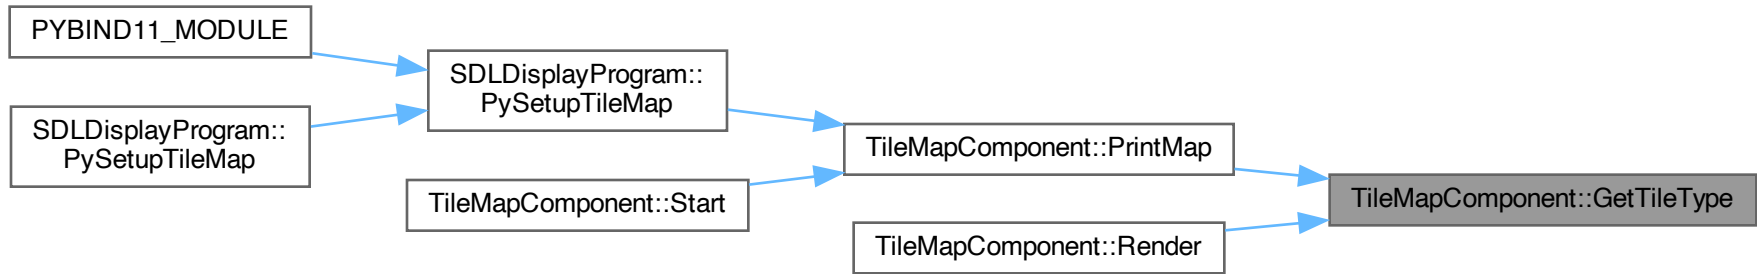 PYBIND11_MODULE
SDLDisplayProgram::
PySetupTileMap
SDLDisplayProgram::
PySetupTileMap
TileMapComponent::Start
TileMapComponent::PrintMap
TileMapComponent::Render
TileMapComponent::GetTileType